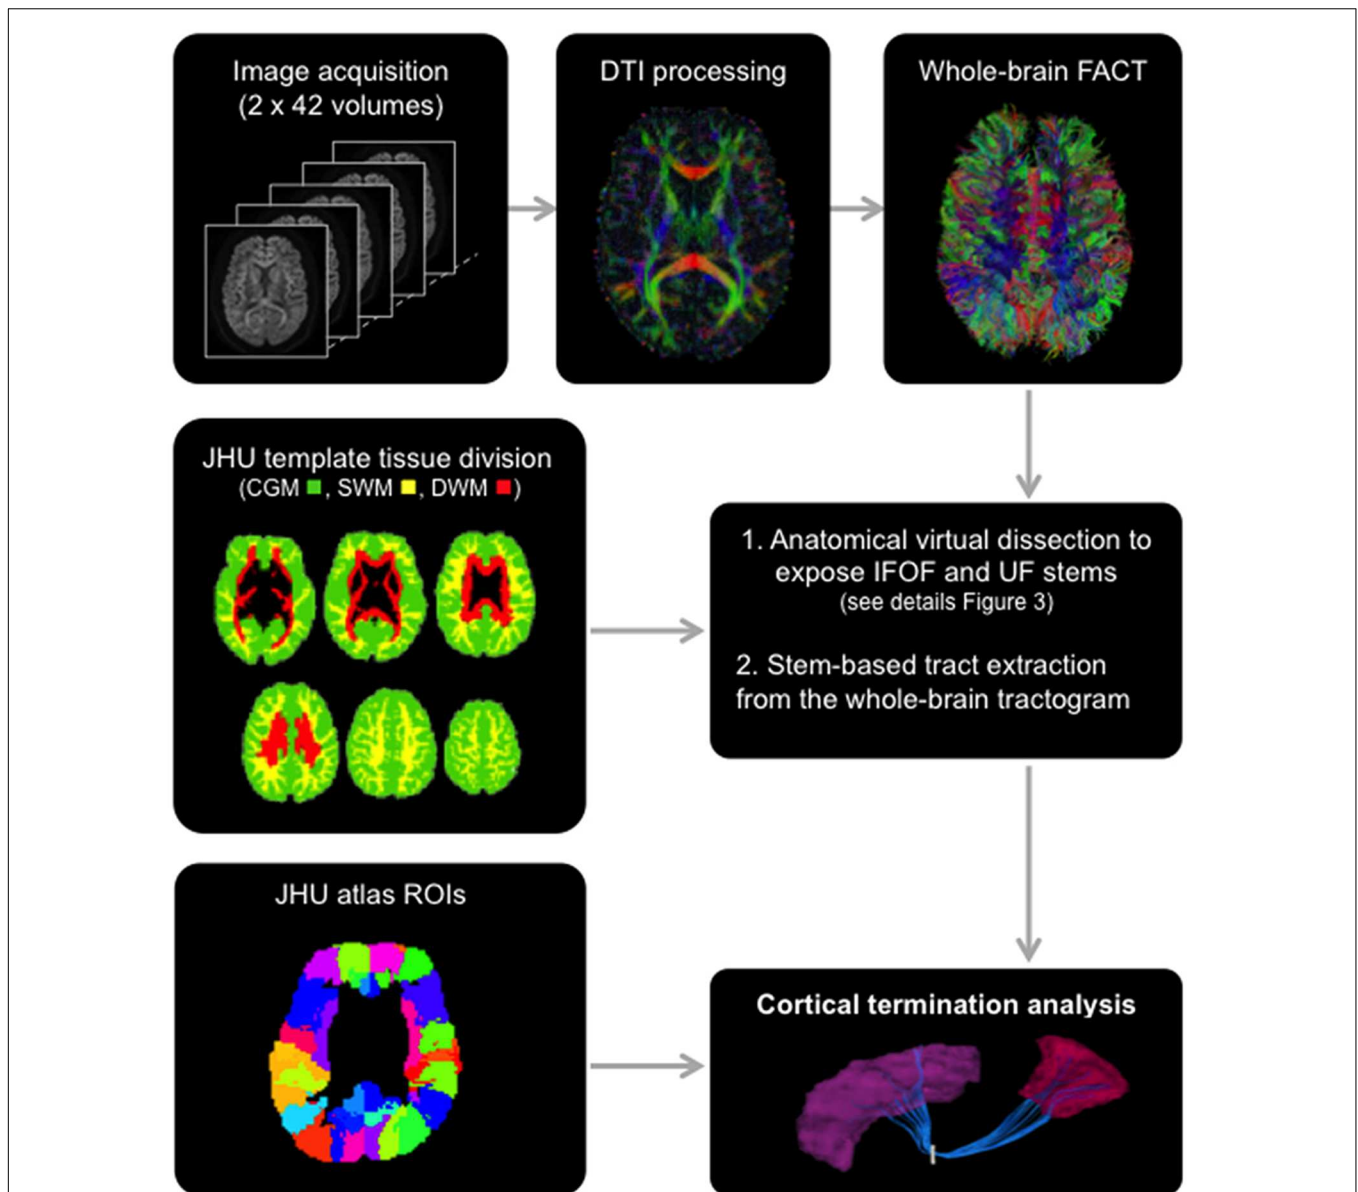 Image acquisition
(2 x 42 volumes)
DTI processing
Whole-brain FACT
JHU template tissue division
(CGM , SWM , DWM )
1. Anatomical virtual dissection to
expose IFOF and UF stems
(see details Figure 3)
2. Stem-based tract extraction
from the whole-brain tractogram
JHU atlas ROIs
Cortical termination analysis